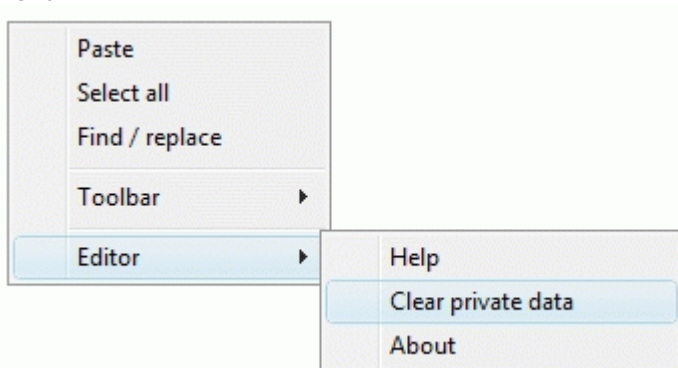 Paste
Select all
Find / replace
Toolbar
Editor
Help
Clear private data
About